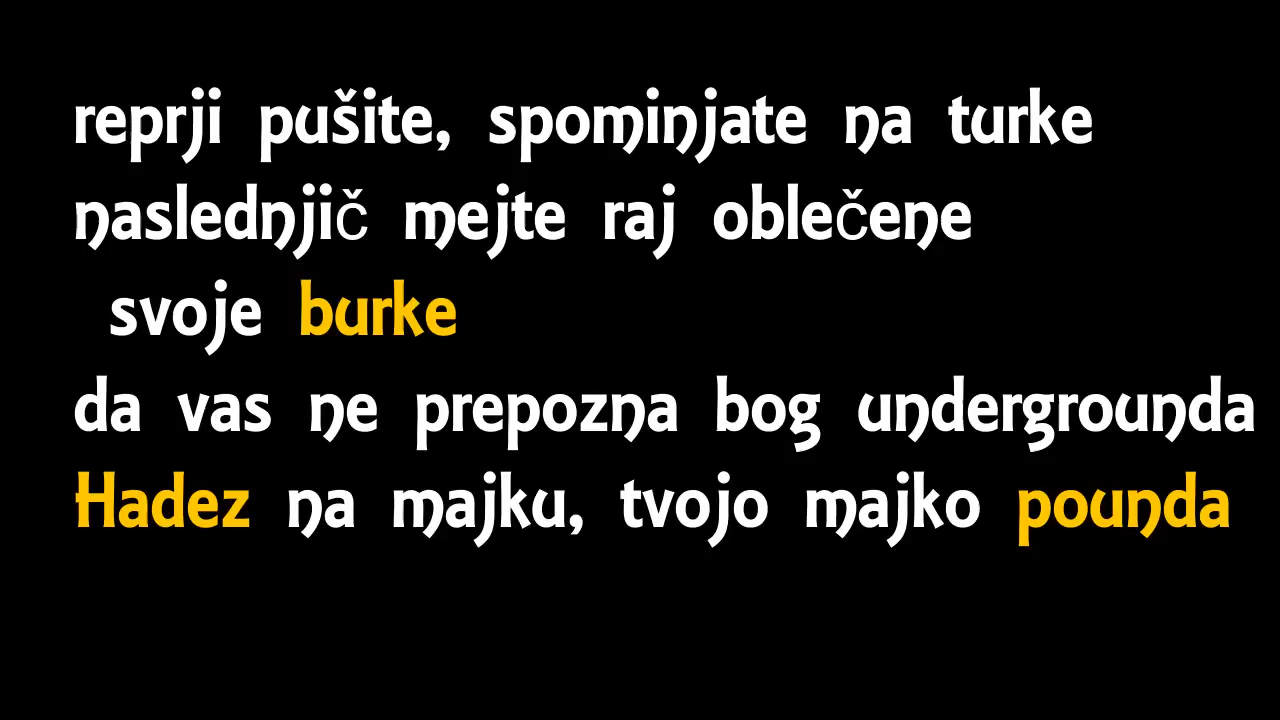 reprji pušite, spominjate na turke
naslednjič mejte raj oblečene
svoje burke
da vas ne prepozna bog undergrounda
Hadez na majku, tvojo majko pounda